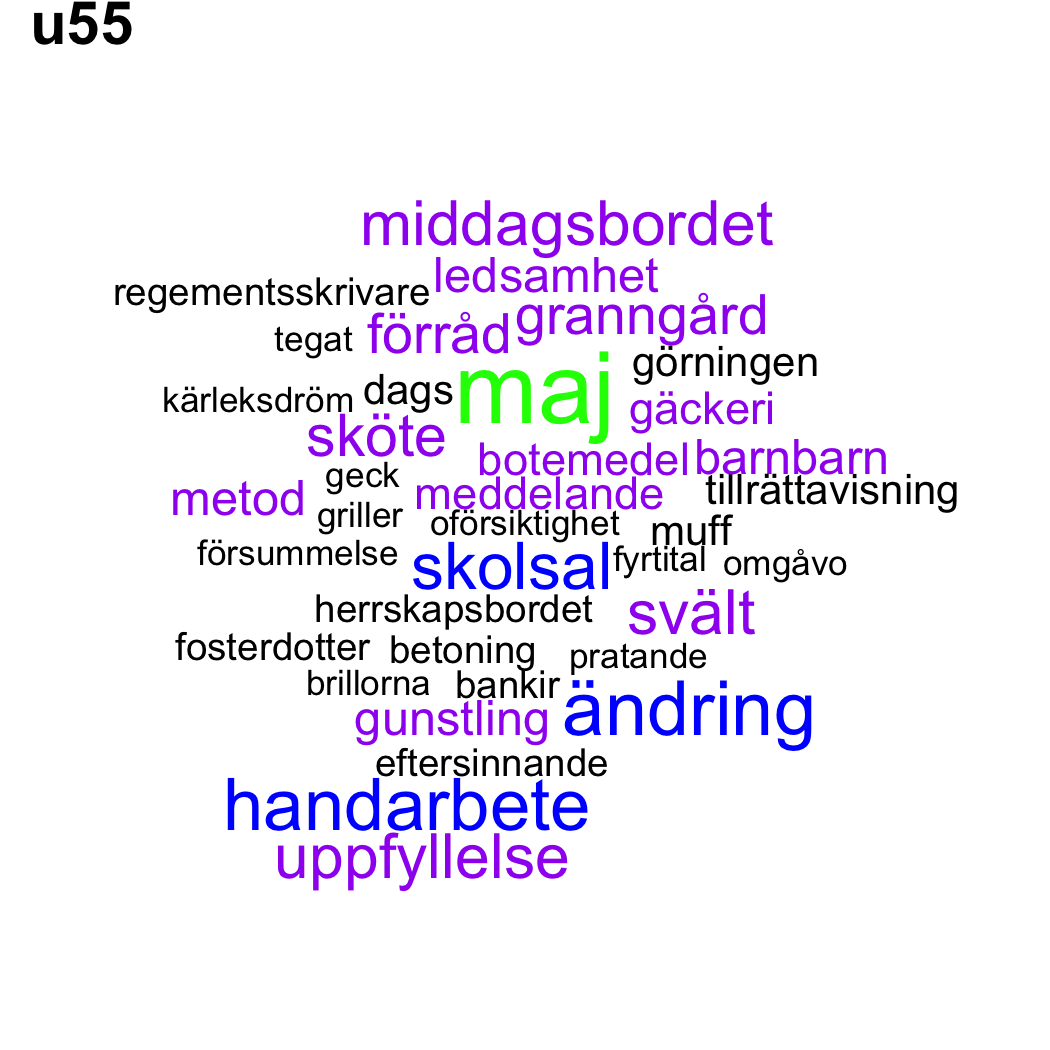 u55
middagsbordet
ledsamhet
regementsskrivare
granngård
förråd
tegat
görningen
maj
dags
kärleksdröm
gäckeri
sköte
botemedel
barnbarn
geck
meddelande
tillrättavisning
metod
griller
oförsiktighet
muff
försummelse
skolsal
fyrtital
omgåvo
herrskapsbordet
svält
fosterdotter
betoning
pratande
brillorna
bankir
ändring
gunstling
eftersinnande
handarbete
uppfyllelse